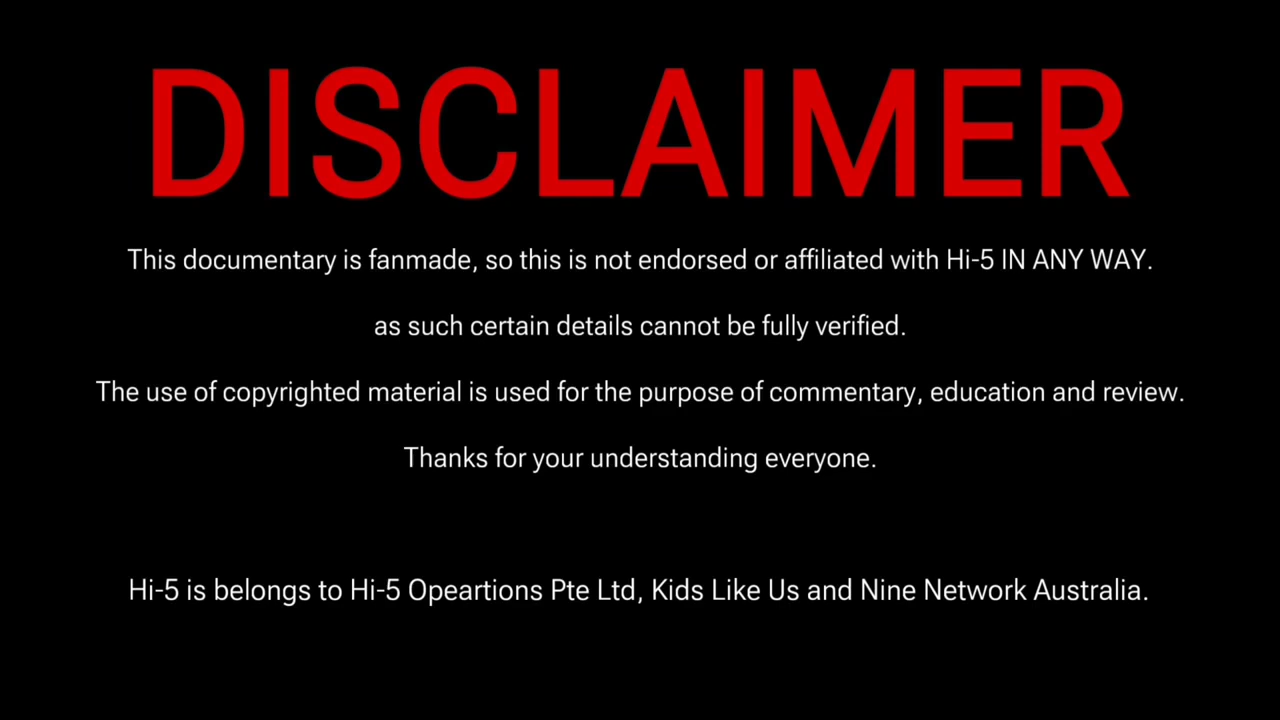 DISCLAIMER
This documentary is fanmade, so this is not endorsed or affiliated with Hi-5 IN ANY WAY.
as such certain details cannot be fully verified.
The use of copyrighted material is used for the purpose of commentary, education and review.
Thanks for your understanding everyone.
Hi-5 is belongs to Hi-5 Opeartions Pte Ltd, Kids Like Us and Nine Network Australia.